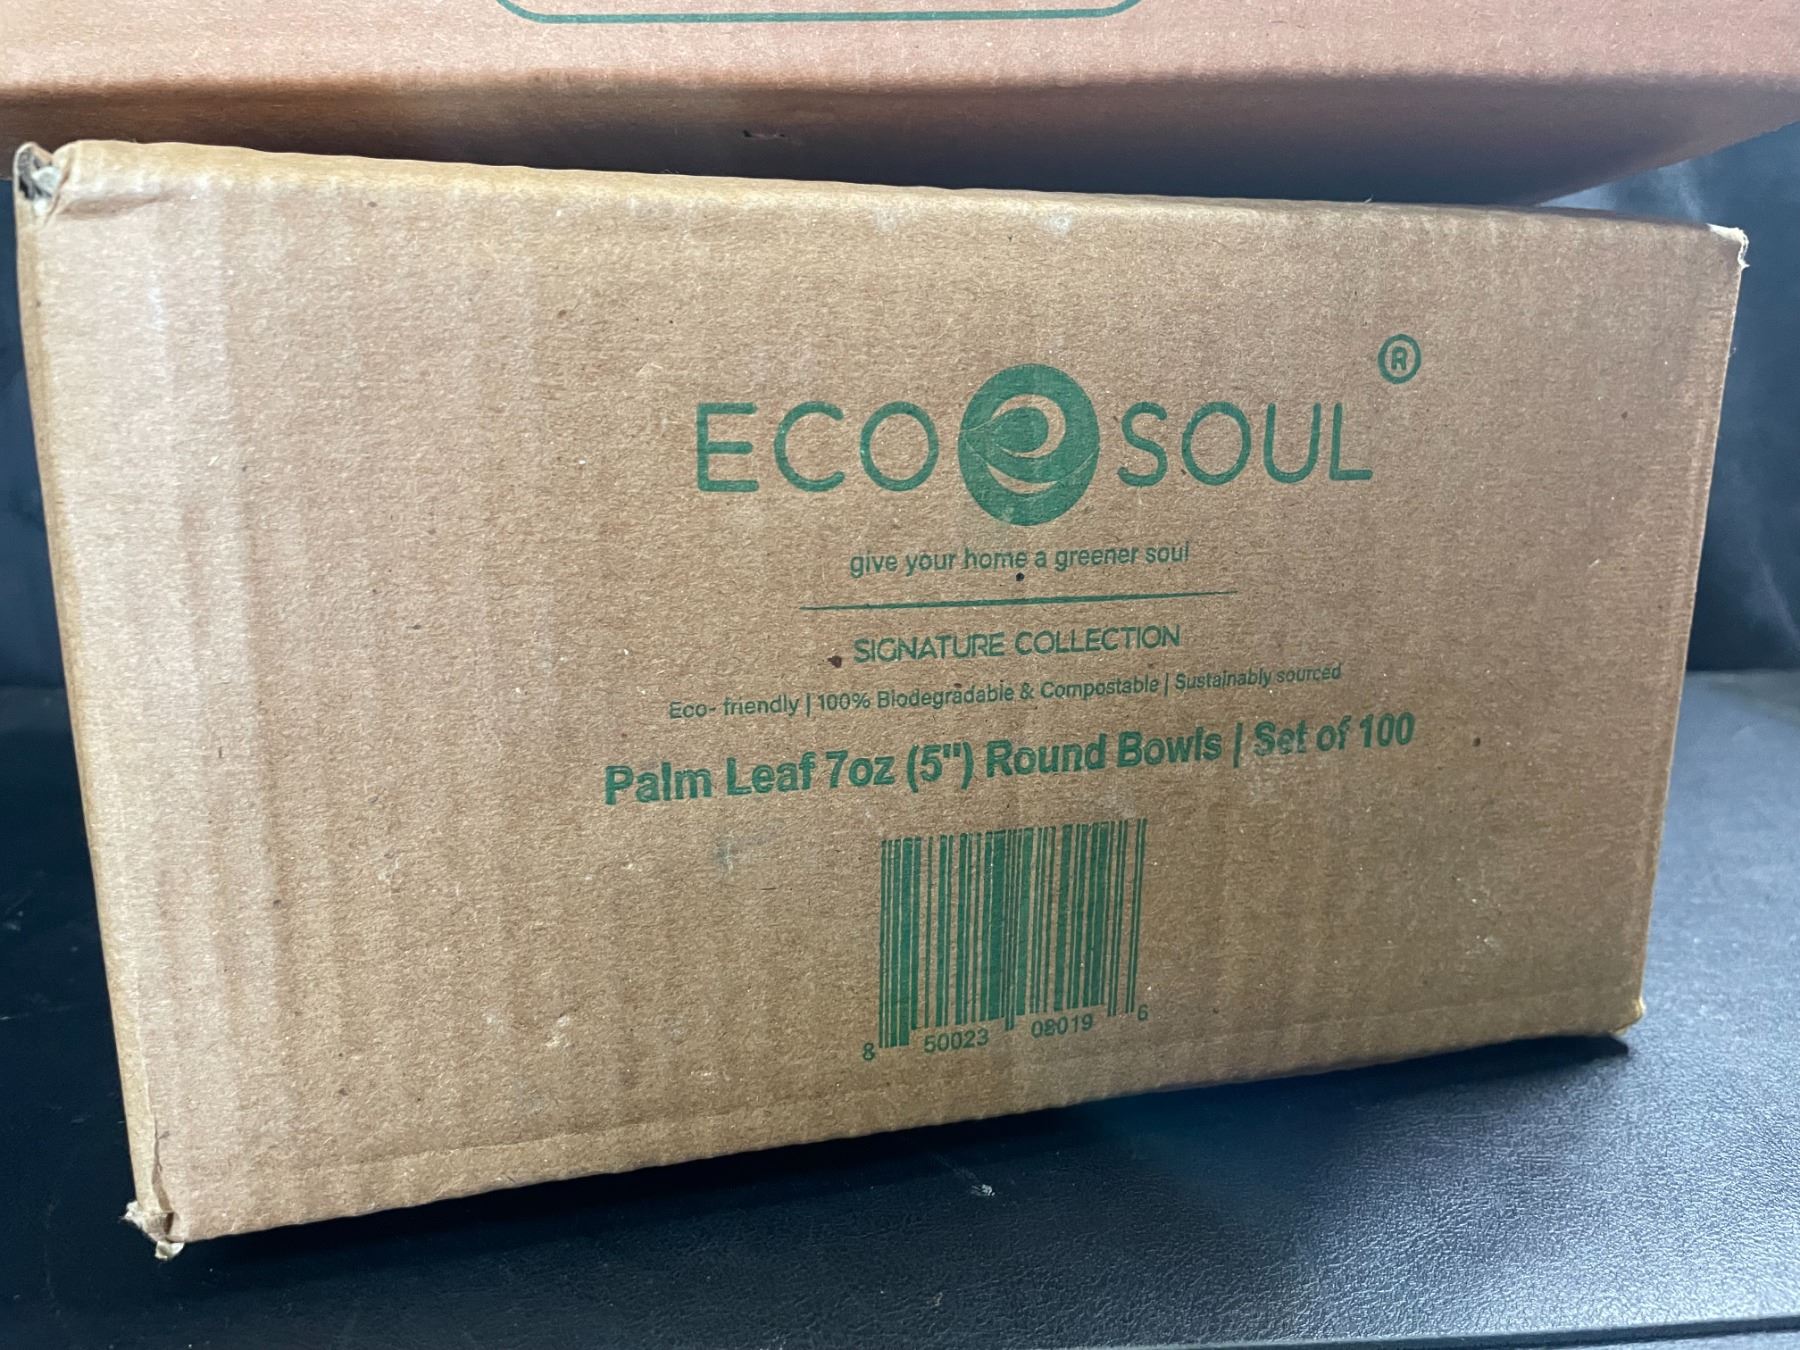 ECO SOUL ®
give your home a greener soul
SIGNATURE COLLECTION
Eco- friendly | 100% Biodegradable & Compostable | Sustainably sourced
Palm Leaf 7oz (5") Round Bowls | Set of 100
8 50023 08019 6